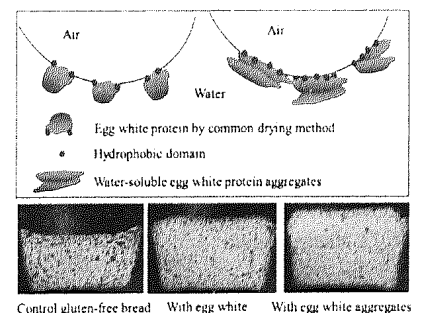 Air
Air
Water
Egg white protein by common drying method
Hydrophobic domain
Water-soluble egg white protein aggregates
Control gluten-free bread
With egg white
With egg white aggregates